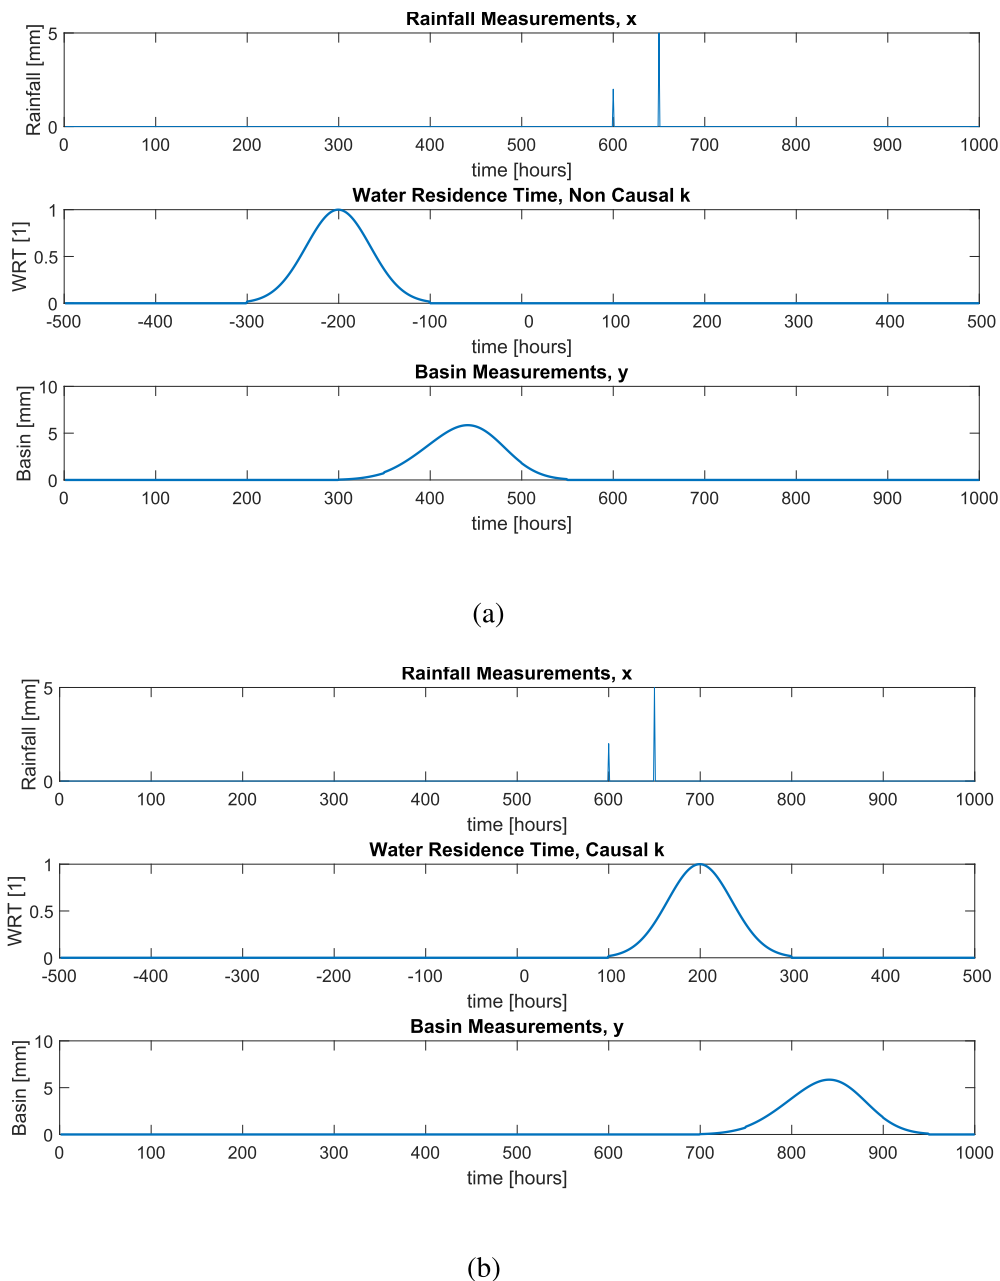 Rainfall Measurements, x
Rainfall [mm]
5
0
0 100 200 300 400 500 600 700 800 900 1000
time [hours]
Water Residence Time, Non Causal k
WRT [1]
1
0.5
0
-500 -400 -300 -200 -100 0 100 200 300 400 500
time [hours]
Basin Measurements, y
Basin [mm]
10
5
0
0 100 200 300 400 500 600 700 800 900 1000
time [hours]
(a)
Rainfall Measurements, x
Rainfall [mm]
5
0
0 100 200 300 400 500 600 700 800 900 1000
time [hours]
Water Residence Time, Causal k
WRT [1]
1
0.5
0
-500 -400 -300 -200 -100 0 100 200 300 400 500
time [hours]
Basin Measurements, y
Basin [mm]
10
5
0
0 100 200 300 400 500 600 700 800 900 1000
time [hours]
(b)